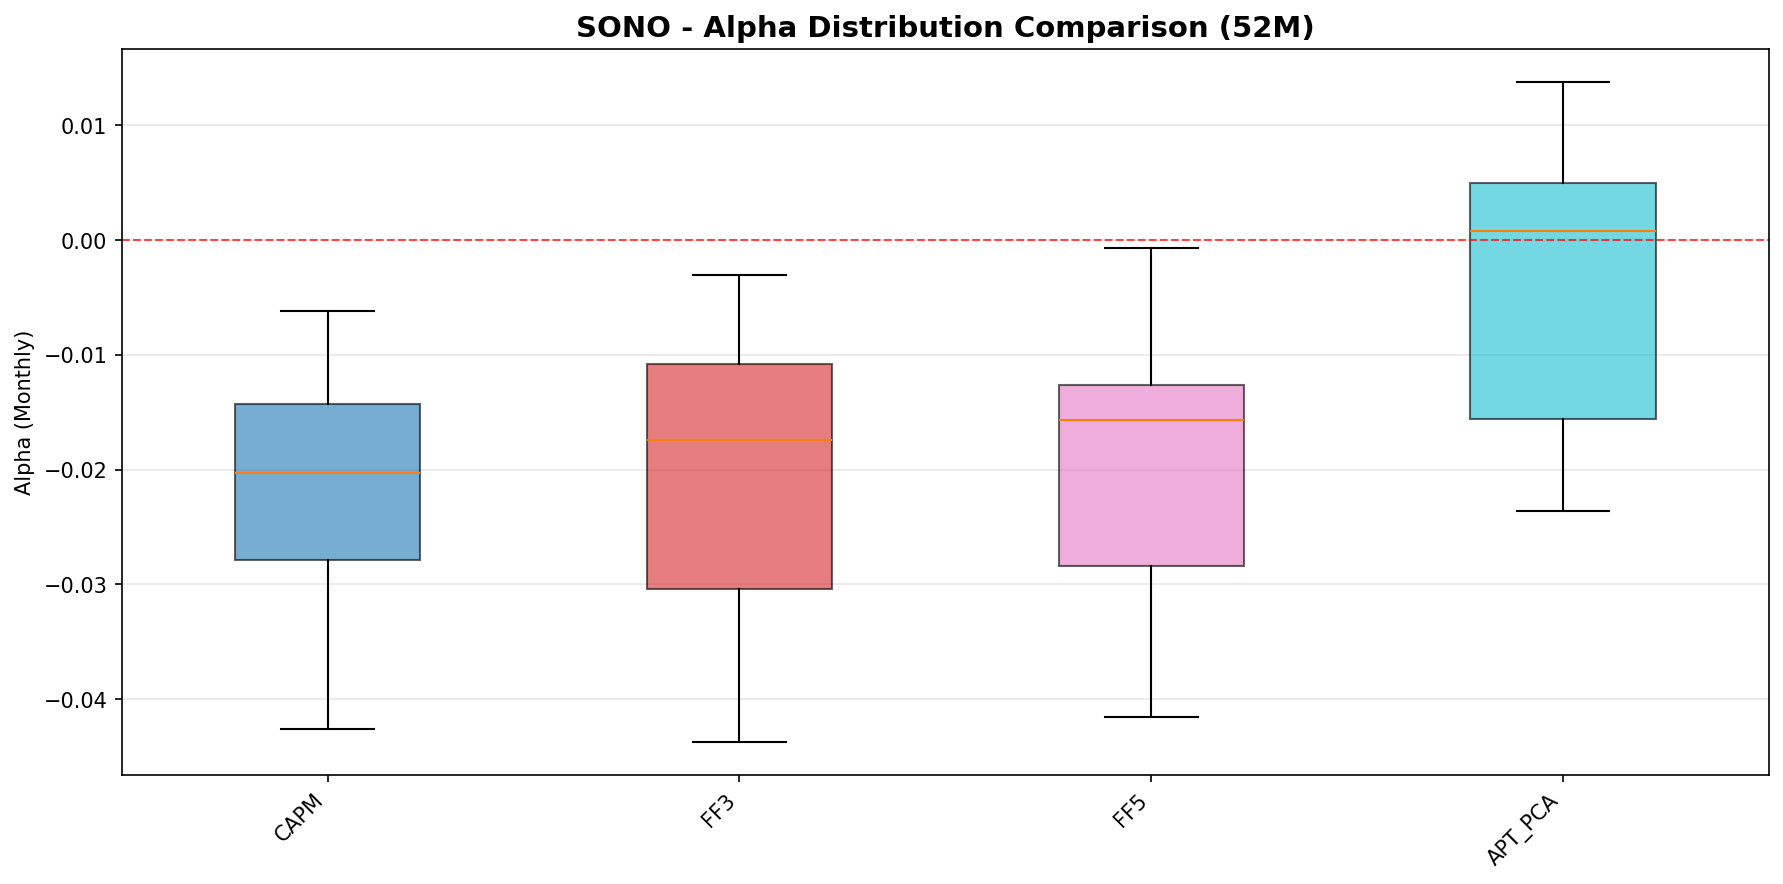 SONO - Alpha Distribution Comparison (52M)
Alpha (Monthly)
0.01
0.00
−0.01
−0.02
−0.03
−0.04
CAPM
FF3
FF5
APT_PCA